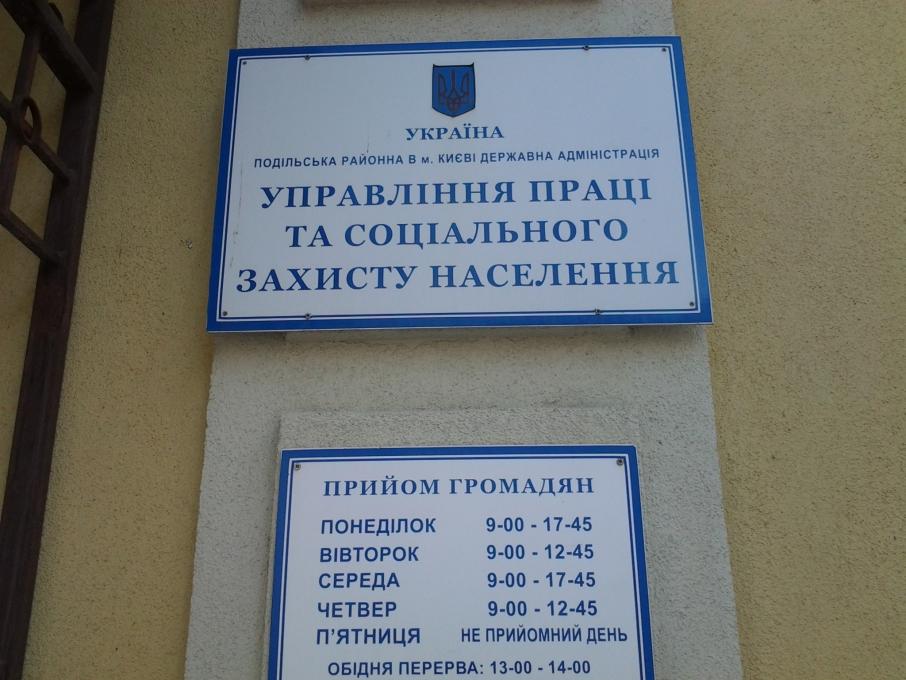 УКРАЇНА
ПОДІЛЬСЬКА РАЙОННА В м. КИЄВІ ДЕРЖАВНА АДМІНІСТРАЦІЯ
УПРАВЛІННЯ ПРАЦІ
ТА СОЦІАЛЬНОГО
ЗАХИСТУ НАСЕЛЕННЯ
ПРИЙОМ ГРОМАДЯН
ПОНЕДІЛОК 9-00 - 17-45
ВІВТОРОК 9-00 - 12-45
СЕРЕДА 9-00 - 17-45
ЧЕТВЕР 9-00 - 12-45
П'ЯТНИЦЯ НЕ ПРИЙОМНИЙ ДЕНЬ
ОБІДНЯ ПЕРЕРВА: 13-00 - 14-00